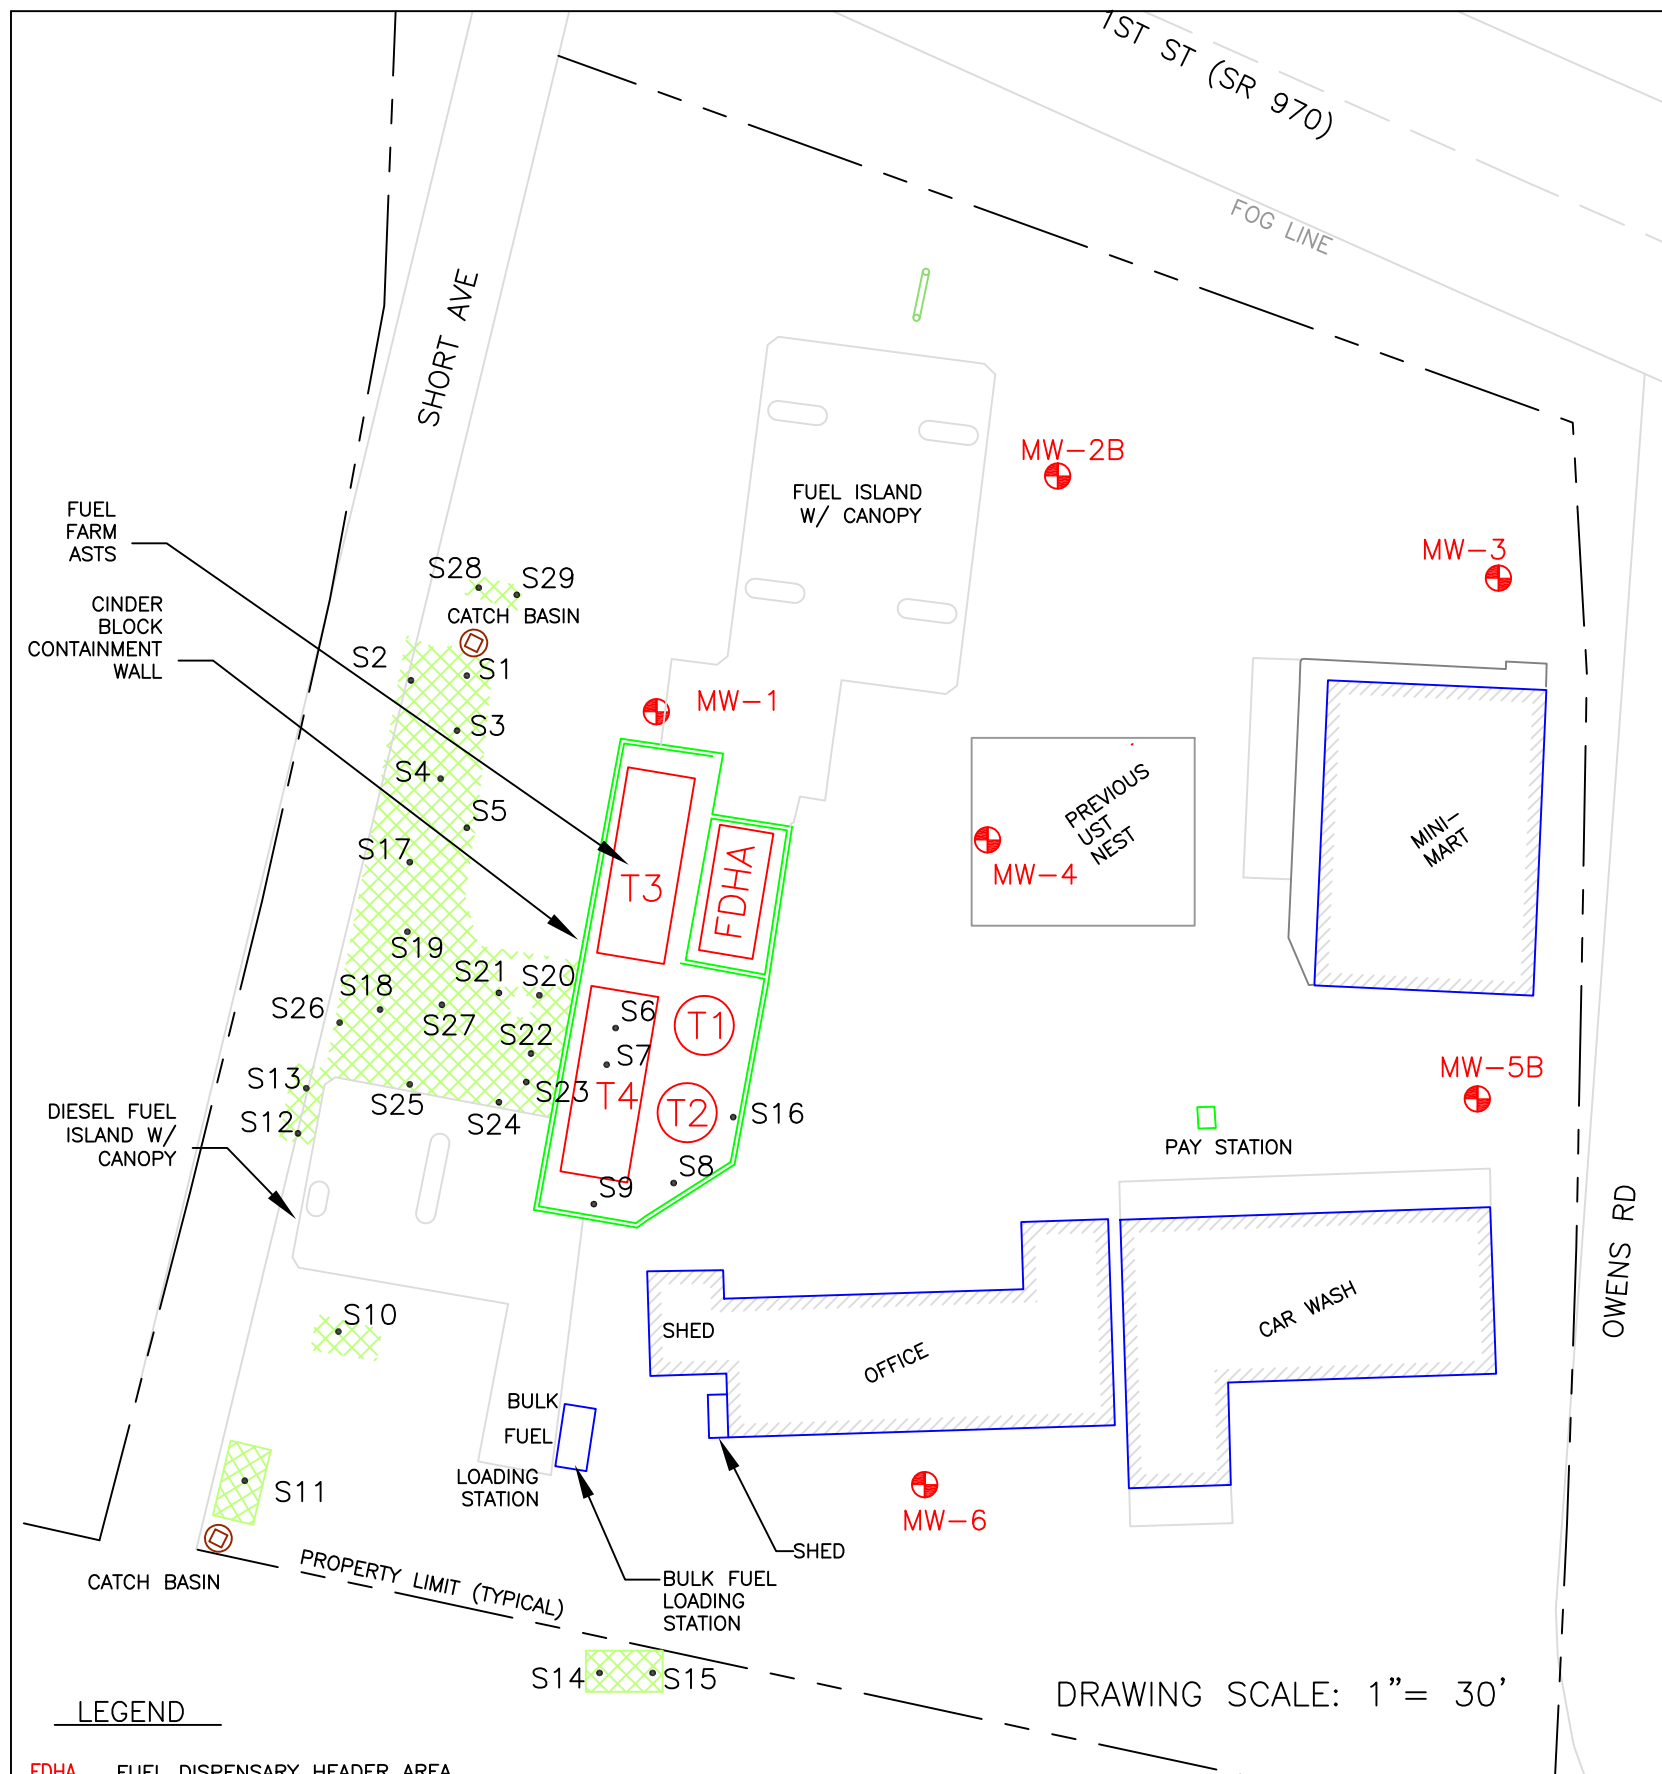 1ST ST (SR 970)
FOG LINE
SHORT AVE
MW-2B
FUEL ISLAND
W/ CANOPY
FUEL
FARM
ASTS
MW-3
S28
S29
CINDER
BLOCK
CONTAINMENT
WALL
CATCH BASIN
S2
S1
MW-1
S3
S4
S5
PREVIOUS
UST
NEST
MINI-
MART
S17
T3
FDHA
MW-4
S19
S21
S20
S18
S26
S27
S6
T1
S22
S7
S13
S25
S23
T4
T2
S24
S16
MW-5B
DIESEL FUEL
ISLAND W/
CANOPY
S12
PAY STATION
S8
S9
OWENS RD
S10
SHED
OFFICE
CAR WASH
BULK
FUEL
LOADING
STATION
S11
MW-6
SHED
CATCH BASIN
PROPERTY LIMIT (TYPICAL)
BULK FUEL
LOADING
STATION
S14
S15
DRAWING SCALE: 1"= 30'
LEGEND
FDHA FUEL DISPENSARY HEADER AREA